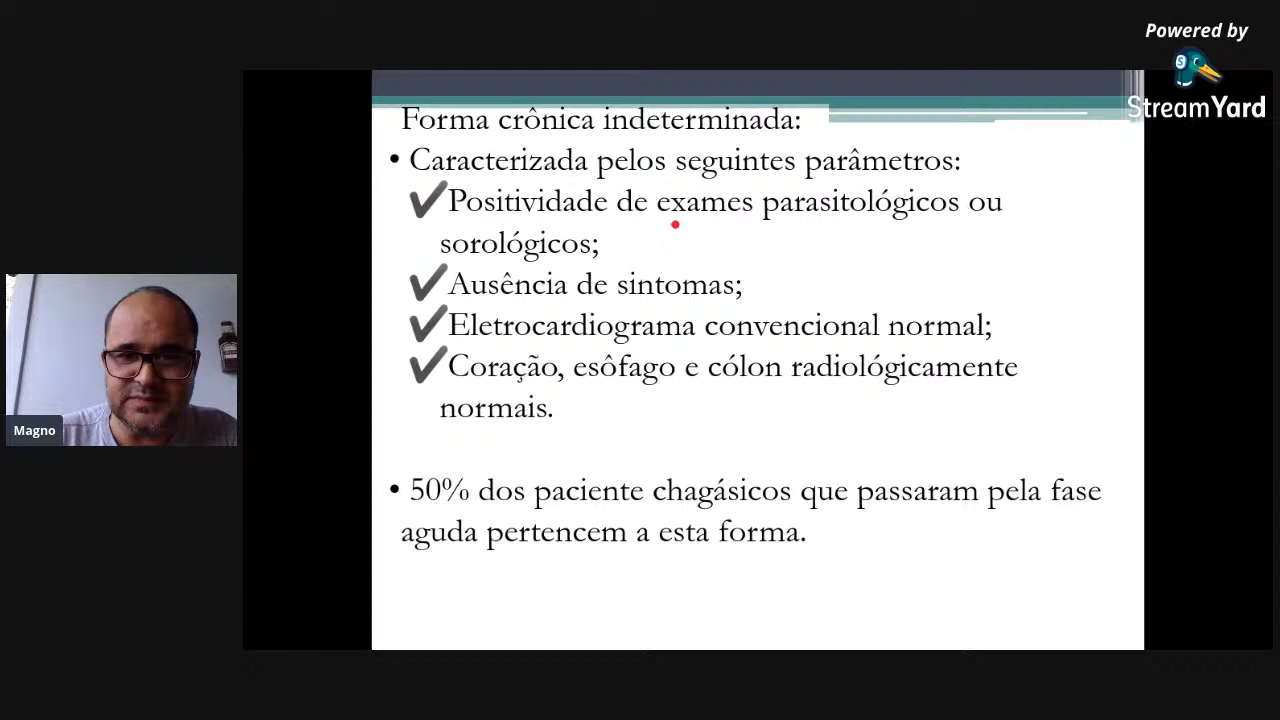 Powered by
StreamYard
Forma crônica indeterminada:
• Caracterizada pelos seguintes parâmetros:
✔Positividade de exames parasitológicos ou
sorológicos;
✔Ausência de sintomas;
✔Eletrocardiograma convencional normal;
✔Coração, esôfago e cólon radiológicamente
normais.
• 50% dos paciente chagásicos que passaram pela fase
aguda pertencem a esta forma.
Magno